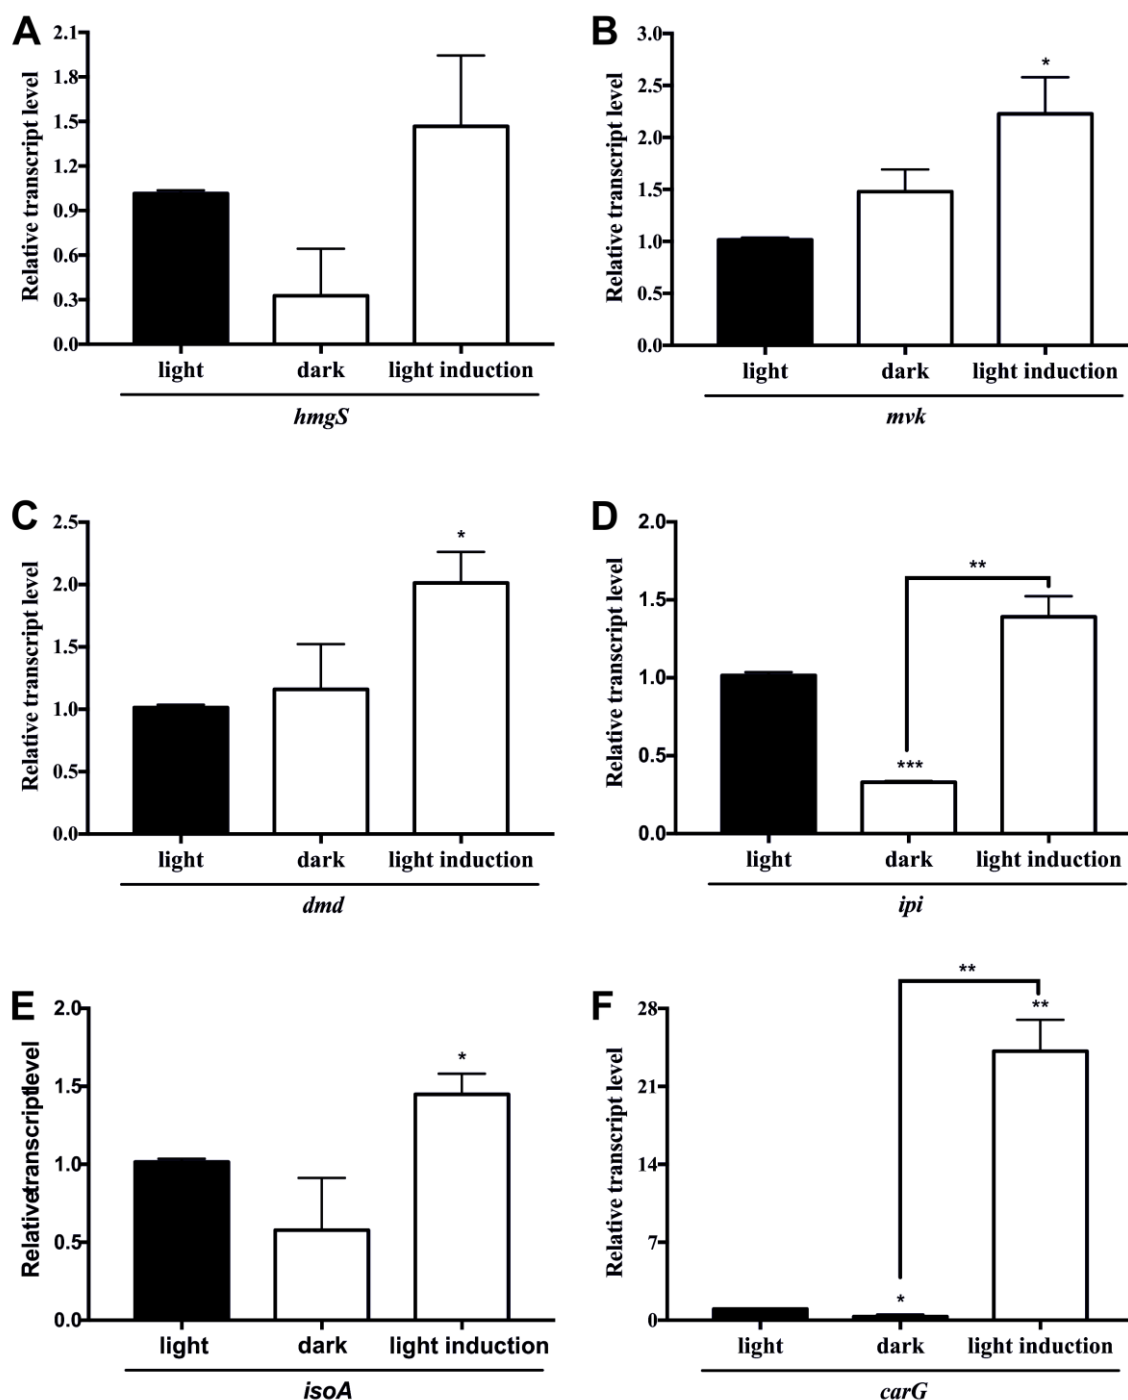 A
Relative transcript level
2.1
1.8
1.5
1.2
0.9
0.6
0.3
0.0
light dark light induction
hmgS
B
Relative transcript level
3.0
2.5
2.0
1.5
1.0
0.5
0.0
*
light dark light induction
mvk
C
Relative transcript level
2.5
2.0
1.5
1.0
0.5
0.0
*
light dark light induction
dmd
D
Relative transcript level
2.0
1.5
1.0
0.5
0.0
**
***
light dark light induction
ipi
E
Relative transcript level
2.0
1.5
1.0
0.5
0.0
*
light dark light induction
isoA
F
Relative transcript level
28
21
14
7
0
**
**
*
light dark light induction
carG